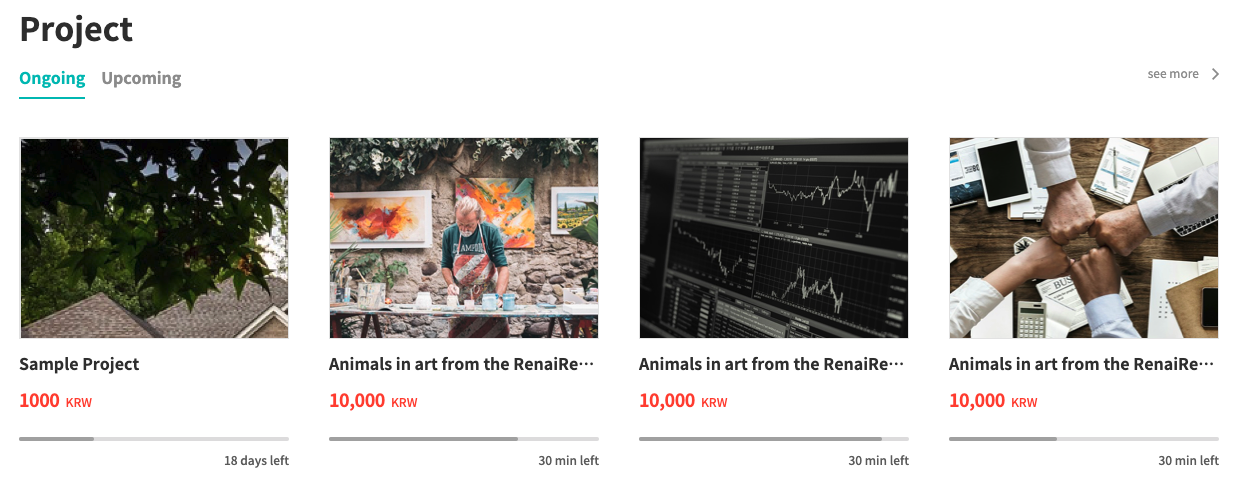 Project
Ongoing Upcoming
see more
CHAMPION
BUS
Sample Project
Animals in art from the RenaiRe···
Animals in art from the RenaiRe···
Animals in art from the RenaiRe···
1000 KRW
10,000 KRW
10,000 KRW
10,000 KRW
18 days left
30 min left
30 min left
30 min left